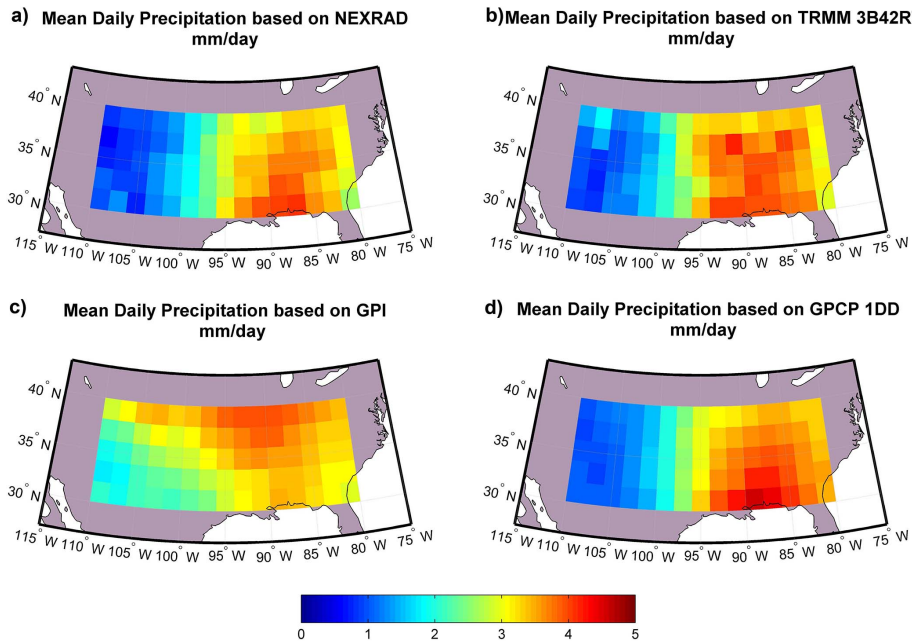 a) Mean Daily Precipitation based on NEXRAD
mm/day
40° N
35° N
30° N
115° W 110° W 105° W 100° W 95° W 90° W 85° W 80° W 75° W
b) Mean Daily Precipitation based on TRMM 3B42R
mm/day
40° N
35° N
30° N
115° W 110° W 105° W 100° W 95° W 90° W 85° W 80° W 75° W
c) Mean Daily Precipitation based on GPI
mm/day
40° N
35° N
30° N
115° W 110° W 105° W 100° W 95° W 90° W 85° W 80° W 75° W
d) Mean Daily Precipitation based on GPCP 1DD
mm/day
40° N
35° N
30° N
115° W 110° W 105° W 100° W 95° W 90° W 85° W 80° W 75° W
0 1 2 3 4 5